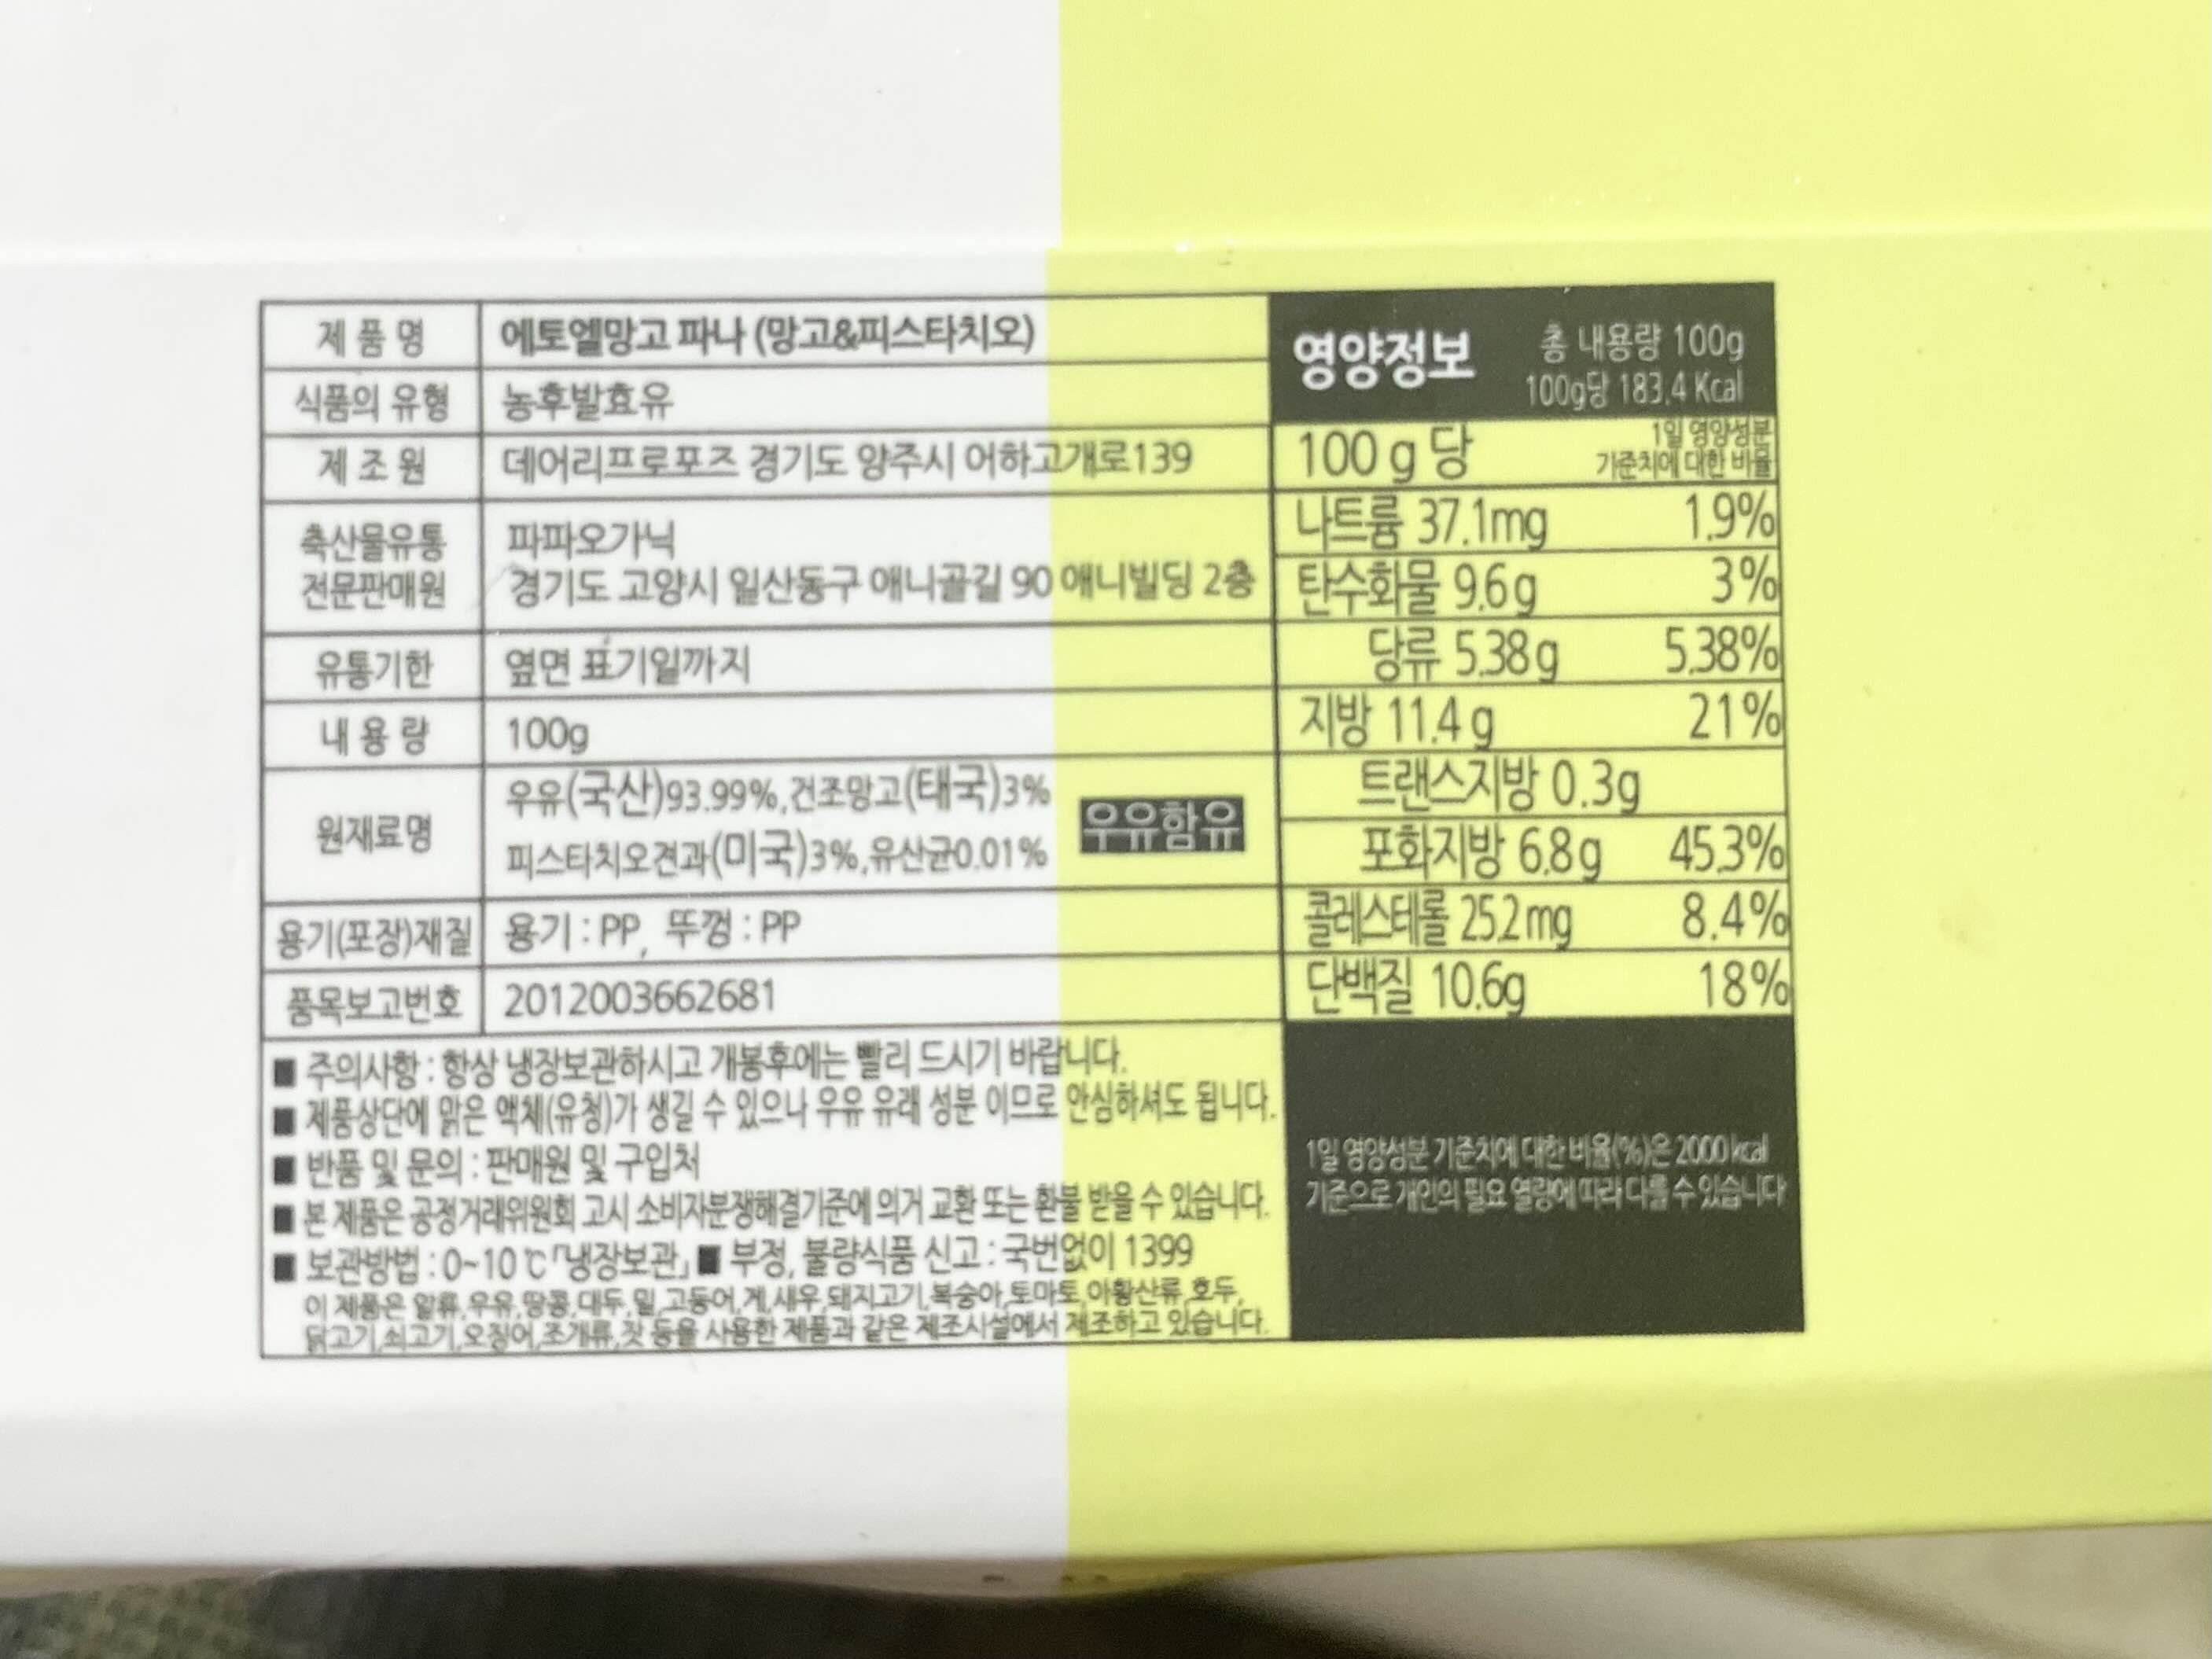 제 품 명 에토엘망고 파나 (망고&피스타치오)
식품의 유형 농후발효유
제 조 원 데어리프로포즈 경기도 양주시 어하고개로139
축산물유통 전문판매원 파파오가닉
경기도 고양시 일산동구 애니골길 90 애니빌딩 2층
유통기한 옆면 표기일까지
내 용 량 100g
원재료명 우유(국산)93.99%,건조망고(태국)3%
피스타치오견과(미국)3%,유산균0.01%
우유함유
용기(포장)재질 용기 : PP, 뚜껑 : PP
품목보고번호 2012003662681
■ 주의사항 : 항상 냉장보관하시고 개봉후에는 빨리 드시기 바랍니다.
■ 제품상단에 맑은 액체(유청)가 생길 수 있으나 우유 유래 성분 이므로 안심하셔도 됩니다.
■ 반품 및 문의 : 판매원 및 구입처
■ 본 제품은 공정거래위원회 고시 소비자분쟁해결기준에 의거 교환 또는 환불 받을 수 있습니다.
■ 보관방법 : 0~10℃「냉장보관」■ 부정, 불량식품 신고 : 국번없이 1399
이 제품은 알류,우유,땅콩,대두,밀,고등어,게,새우,돼지고기,복숭아,토마토,아황산류,호두,
닭고기,쇠고기,오징어,조개류,잣 등을 사용한 제품과 같은 제조시설에서 제조하고 있습니다.
영양정보
총 내용량 100g
100g당 183.4 Kcal
100 g 당
1일 영양성분
기준치에 대한 비율
나트륨 37.1mg 1.9%
탄수화물 9.6g 3%
당류 5.38g 5.38%
지방 11.4g 21%
트랜스지방 0.3g
포화지방 6.8g 45.3%
콜레스테롤 25.2mg 8.4%
단백질 10.6g 18%
1일 영양성분 기준치에 대한 비율(%)은 2000 kcal
기준으로 개인의 필요 열량에 따라 다를 수 있습니다